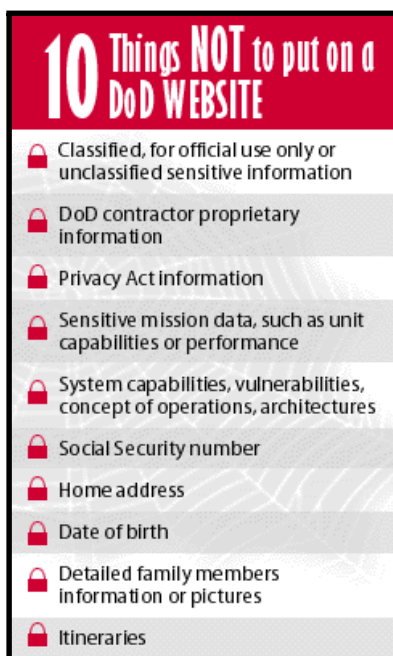 10 Things NOT to put on a
DoD WEBSITE
Classified, for official use only or
unclassified sensitive information
DoD contractor proprietary
information
Privacy Act information
Sensitive mission data, such as unit
capabilities or performance
System capabilities, vulnerabilities,
concept of operations, architectures
Social Security number
Home address
Date of birth
Detailed family members
information or pictures
Itineraries